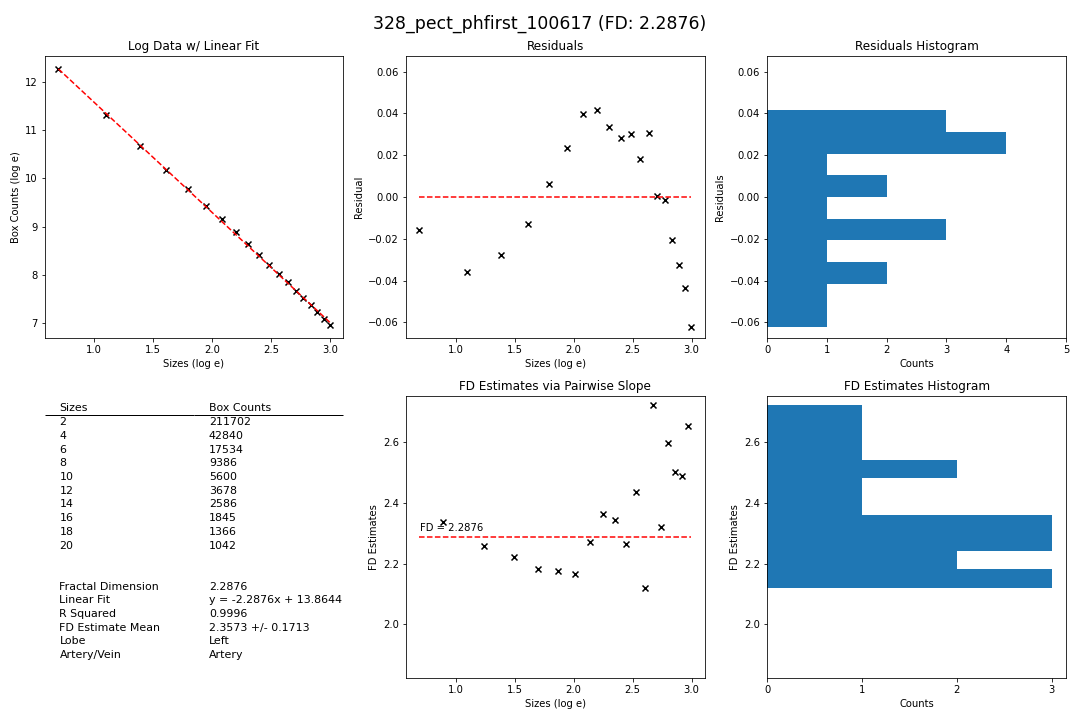 328_pect_phfirst_100617 (FD: 2.2876)
Log Data w/ Linear Fit
Box Counts (log e)
12
11
10
9
8
7
1.0 1.5 2.0 2.5 3.0
Sizes (log e)
Residuals
Residual
0.06
0.04
0.02
0.00
−0.02
−0.04
−0.06
1.0 1.5 2.0 2.5 3.0
Sizes (log e)
Residuals Histogram
Residuals
0.06
0.04
0.02
0.00
−0.02
−0.04
−0.06
0 1 2 3 4 5
Counts
Sizes Box Counts
2 211702
4 42840
6 17534
8 9386
10 5600
12 3678
14 2586
16 1845
18 1366
20 1042
Fractal Dimension 2.2876
Linear Fit y = -2.2876x + 13.8644
R Squared 0.9996
FD Estimate Mean 2.3573 +/- 0.1713
Lobe Left
Artery/Vein Artery
FD Estimates via Pairwise Slope
FD Estimates
2.6
2.4
2.2
2.0
FD = 2.2876
1.0 1.5 2.0 2.5 3.0
Sizes (log e)
FD Estimates Histogram
FD Estimates
2.6
2.4
2.2
2.0
0 1 2 3
Counts